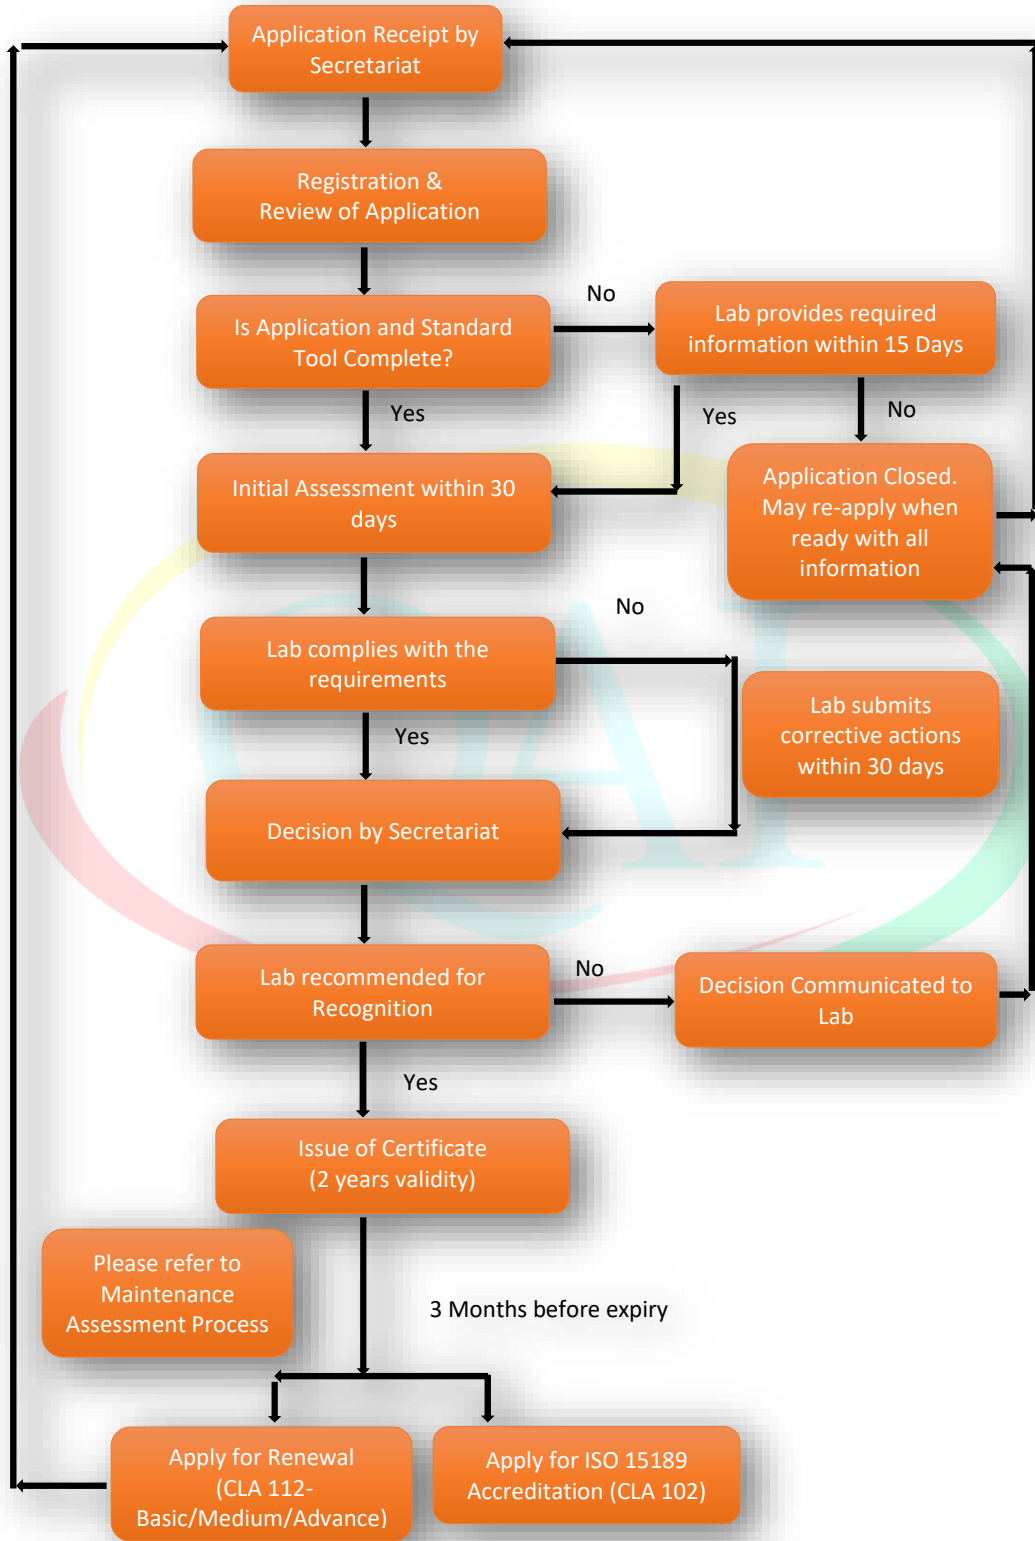 Application Receipt by
Secretariat
Registration &
Review of Application
Is Application and Standard
Tool Complete?
No
Lab provides required
information within 15 Days
Yes
Yes
No
Initial Assessment within 30
days
Application Closed.
May re-apply when
ready with all
information
No
Lab complies with the
requirements
Yes
Lab submits
corrective actions
within 30 days
Decision by Secretariat
Lab recommended for
Recognition
No
Decision Communicated to
Lab
Yes
Issue of Certificate
(2 years validity)
Please refer to
Maintenance
Assessment Process
3 Months before expiry
Apply for Renewal
(CLA 112-
Basic/Medium/Advance)
Apply for ISO 15189
Accreditation (CLA 102)
QAI